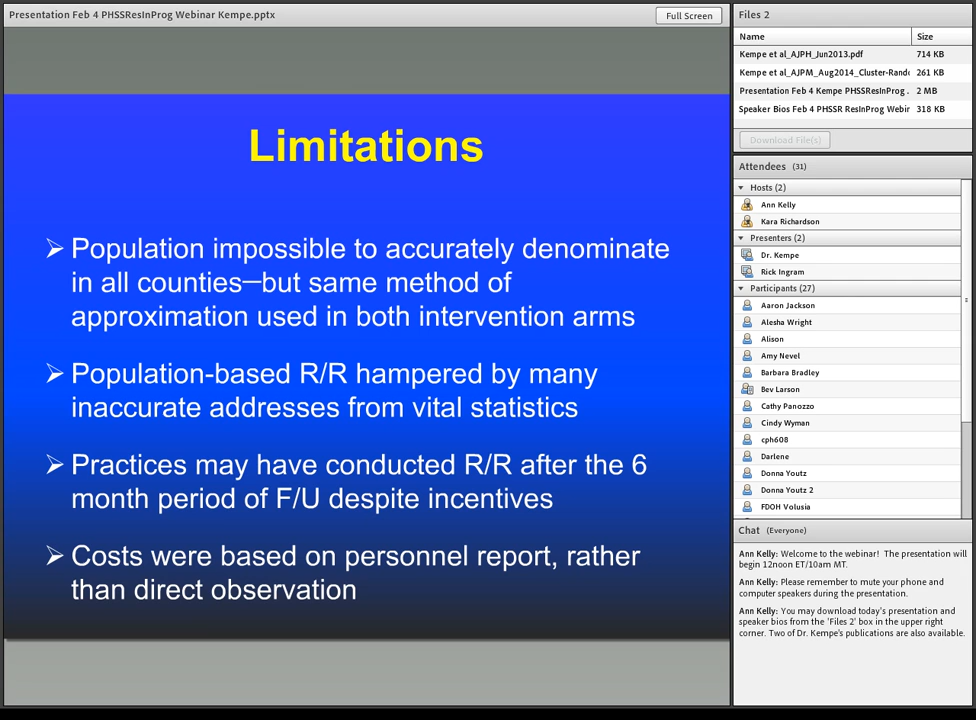 Presentation Feb 4 PHSSResInProg Webinar Kempe.pptx
Full Screen
Limitations
Population impossible to accurately denominate
in all counties—but same method of
approximation used in both intervention arms
Population-based R/R hampered by many
inaccurate addresses from vital statistics
Practices may have conducted R/R after the 6
month period of F/U despite incentives
Costs were based on personnel report, rather
than direct observation
Files 2
Name Size
Kempe et al_AJPH_Jun2013.pdf 714 KB
Kempe et al_AJPM_Aug2014_Cluster-Rando 261 KB
Presentation Feb 4 Kempe PHSSResInProg . 2 MB
Speaker Bios Feb 4 PHSSR ResInProg Webir 318 KB
Download File(s)
Attendees (31)
Hosts (2)
Ann Kelly
Kara Richardson
Presenters (2)
Dr. Kempe
Rick Ingram
Participants (27)
Aaron Jackson
Alesha Wright
Alison
Amy Nevel
Barbara Bradley
Bev Larson
Cathy Panozzo
Cindy Wyman
cph608
Darlene
Donna Youtz
Donna Youtz 2
FDOH Volusia
Chat (Everyone)
Ann Kelly: Welcome to the webinar! The presentation will
begin 12noon ET/10am MT.
Ann Kelly: Please remember to mute your phone and
computer speakers during the presentation.
Ann Kelly: You may download today's presentation and
speaker bios from the 'Files 2' box in the upper right
corner. Two of Dr. Kempe's publications are also available.